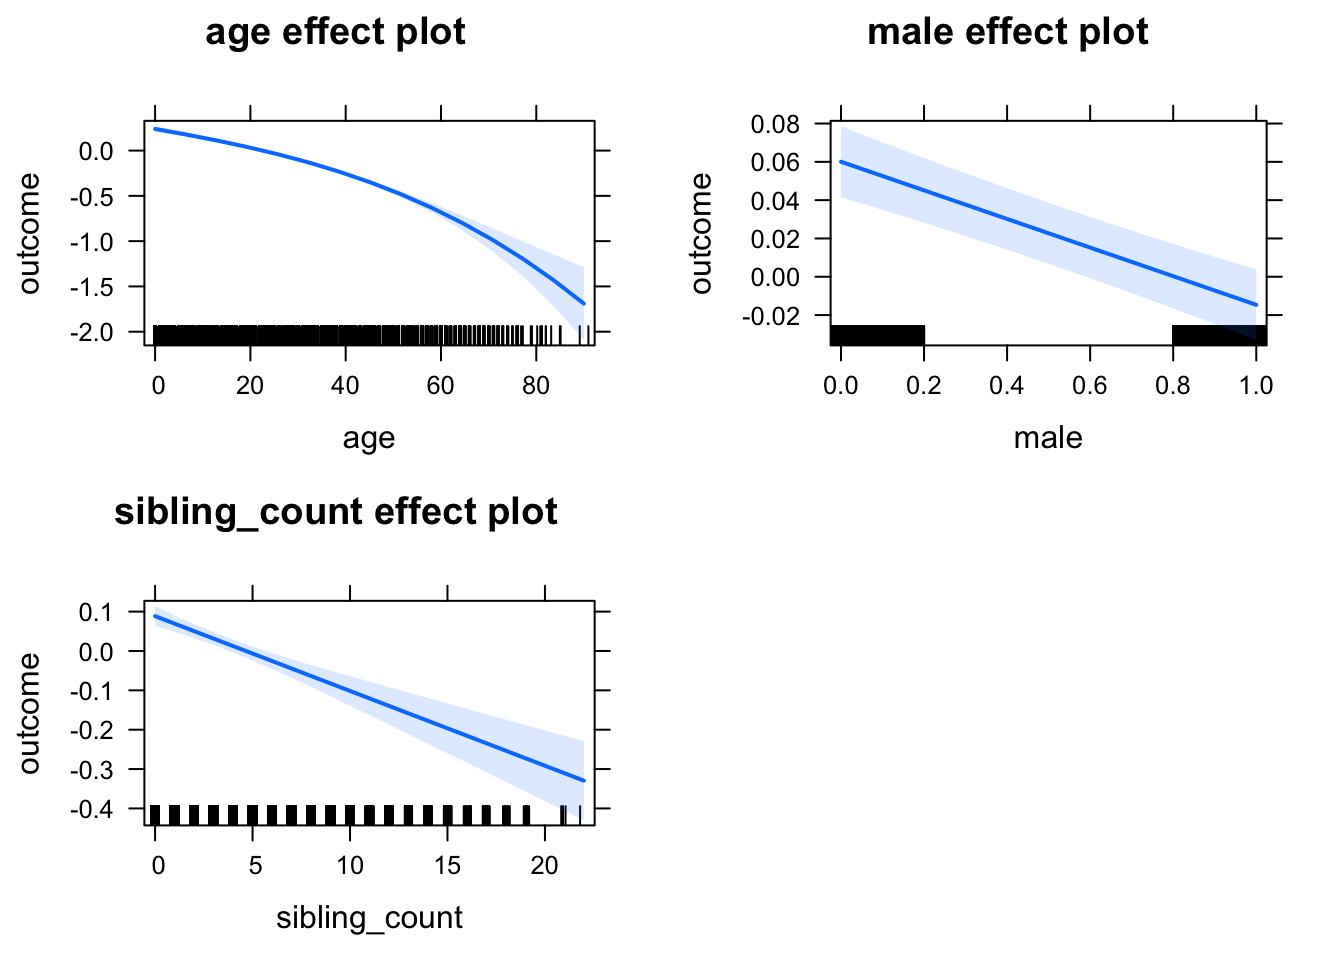 age effect plot
outcome
0.0
-0.5
-1.0
-1.5
-2.0
0 20 40 60 80
age
male effect plot
outcome
0.08
0.06
0.04
0.02
0.00
-0.02
0.0 0.2 0.4 0.6 0.8 1.0
male
sibling_count effect plot
outcome
0.1
0.0
-0.1
-0.2
-0.3
-0.4
0 5 10 15 20
sibling_count